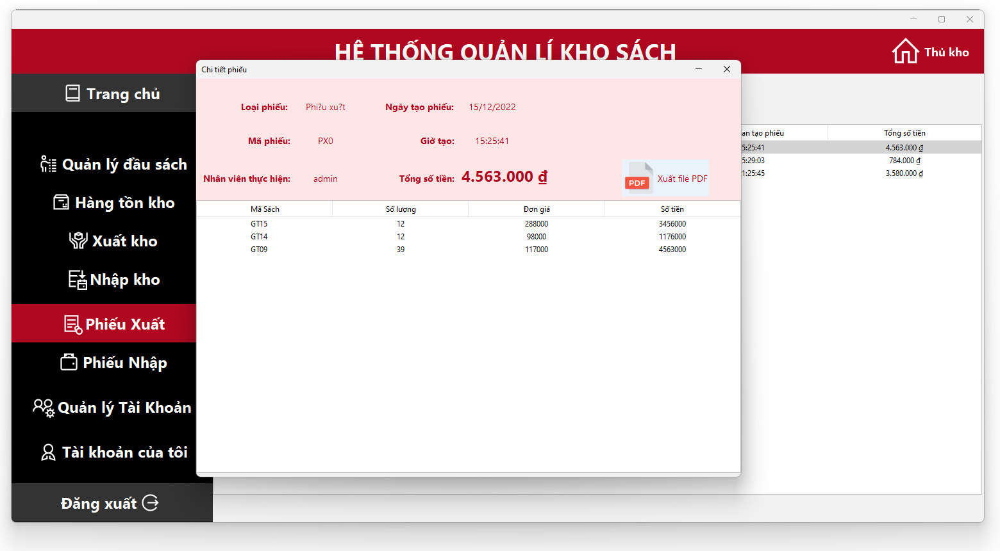 HỆ THỐNG QUẢN LÍ KHO SÁCH
Thủ kho
Trang chủ
Quản lý đầu sách
Hàng tồn kho
Xuất kho
Nhập kho
Phiếu Xuất
Phiếu Nhập
Quản lý Tài Khoản
Tài khoản của tôi
Đăng xuất
Chi tiết phiếu
Loại phiếu: Phi?u xu?t Ngày tạo phiếu: 15/12/2022
Mã phiếu: PX0 Giờ tạo: 15:25:41
Nhân viên thực hiện: admin Tổng số tiền: 4.563.000 ₫
PDF Xuất file PDF
Mã Sách Số lượng Đơn giá Số tiền
GT15 12 288000 3456000
GT14 12 98000 1176000
GT09 39 117000 4563000
tạo phiếu Tổng số tiền
5:25:41 4.563.000 ₫
5:29:03 784.000 ₫
1:25:45 3.580.000 ₫